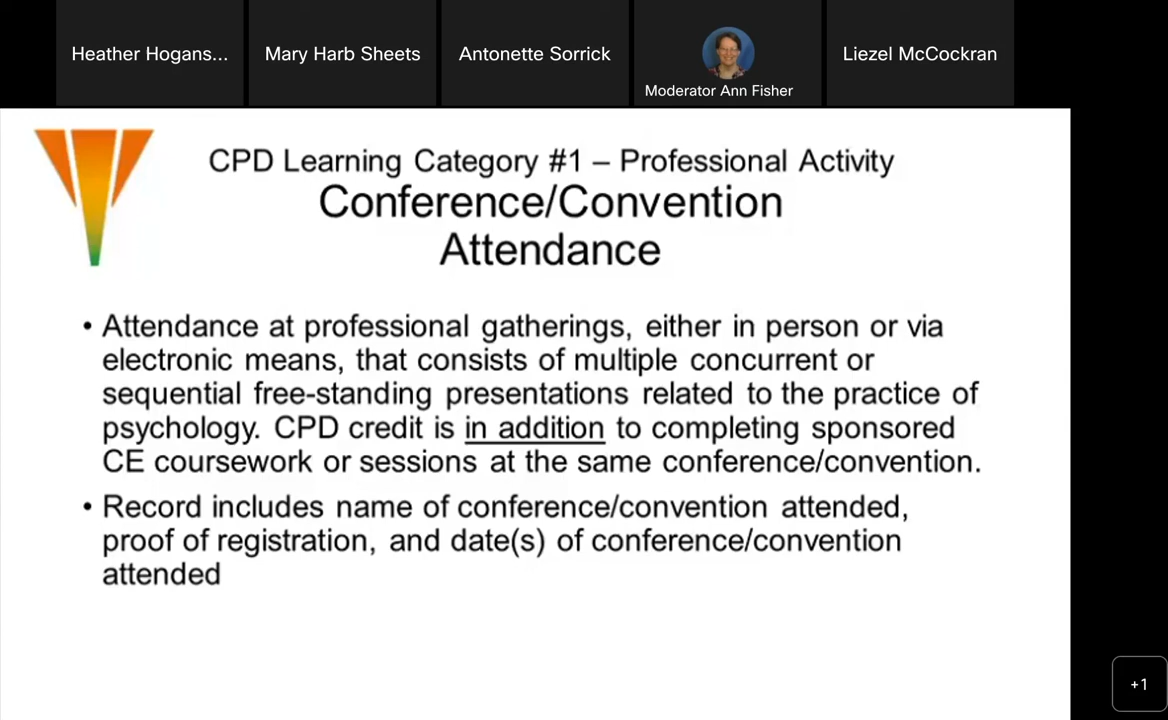 Heather Hogans...
Mary Harb Sheets
Antonette Sorrick
Moderator Ann Fisher
Liezel McCockran
CPD Learning Category #1 – Professional Activity
Conference/Convention
Attendance
• Attendance at professional gatherings, either in person or via
electronic means, that consists of multiple concurrent or
sequential free-standing presentations related to the practice of
psychology. CPD credit is in addition to completing sponsored
CE coursework or sessions at the same conference/convention.
• Record includes name of conference/convention attended,
proof of registration, and date(s) of conference/convention
attended
+1